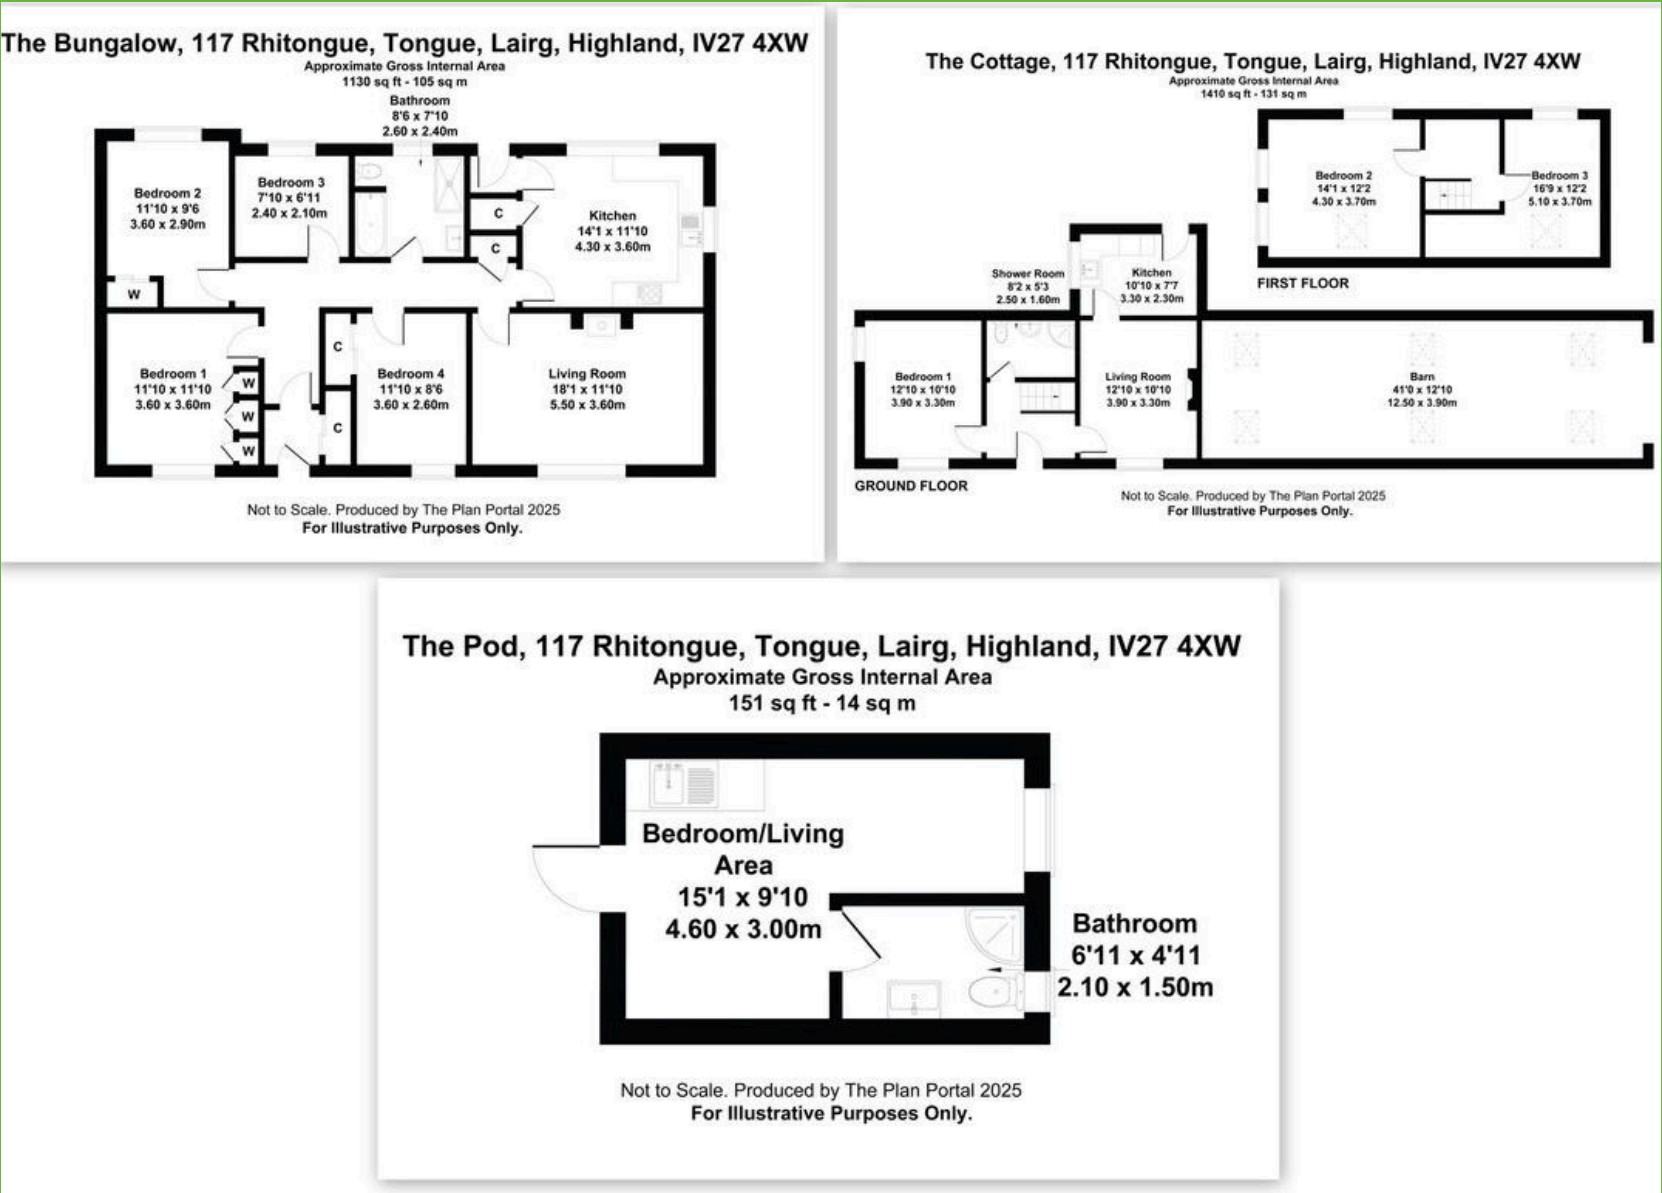 The Bungalow, 117 Rhitongue, Tongue, Lairg, Highland, IV27 4XW
Approximate Gross Internal Area
1130 sq ft - 105 sq m
Bathroom
8'6 x 7'10
2.60 x 2.40m
Bedroom 2
11'10 x 9'6
3.60 x 2.90m
W
Bedroom 3
7'10 x 6'11
2.40 x 2.10m
C
C
Kitchen
14'1 x 11'10
4.30 x 3.60m
Bedroom 1
11'10 x 11'10
3.60 x 3.60m
W
W
W
C
C
Bedroom 4
11'10 x 8'6
3.60 x 2.60m
Living Room
18'1 x 11'10
5.50 x 3.60m
Not to Scale. Produced by The Plan Portal 2025
For Illustrative Purposes Only.
The Cottage, 117 Rhitongue, Tongue, Lairg, Highland, IV27 4XW
Approximate Gross Internal Area
1410 sq ft - 131 sq m
Bedroom 2
14'1 x 12'2
4.30 x 3.70m
Bedroom 3
16'9 x 12'2
5.10 x 3.70m
FIRST FLOOR
Shower Room
8'2 x 5'3
2.50 x 1.60m
Kitchen
10'10 x 7'7
3.30 x 2.30m
Bedroom 1
12'10 x 10'10
3.90 x 3.30m
Living Room
12'10 x 10'10
3.90 x 3.30m
Barn
41'0 x 12'10
12.50 x 3.90m
GROUND FLOOR
Not to Scale. Produced by The Plan Portal 2025
For Illustrative Purposes Only.
The Pod, 117 Rhitongue, Tongue, Lairg, Highland, IV27 4XW
Approximate Gross Internal Area
151 sq ft - 14 sq m
Bedroom/Living
Area
15'1 x 9'10
4.60 x 3.00m
Bathroom
6'11 x 4'11
2.10 x 1.50m
Not to Scale. Produced by The Plan Portal 2025
For Illustrative Purposes Only.